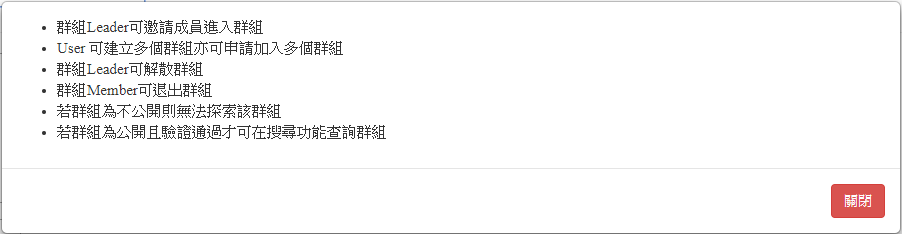 群組Leader可邀請成員進入群組
User 可建立多個群組亦可申請加入多個群組
群組Leader可解散群組
群組Member可退出群組
若群組為不公開則無法探索該群組
若群組為公開且驗證通過才可在搜尋功能查詢群組
關閉